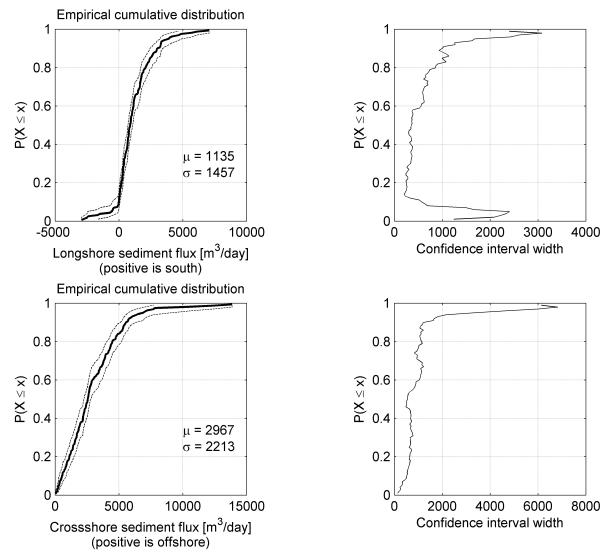 Empirical cumulative distribution
1
0.8
0.6
0.4
0.2
0
P(X ≤ x)
μ = 1135
σ = 1457
-5000 0 5000 10000
Longshore sediment flux [m³/day]
(positive is south)
1
0.8
0.6
0.4
0.2
0
P(X ≤ x)
0 1000 2000 3000 4000
Confidence interval width
Empirical cumulative distribution
1
0.8
0.6
0.4
0.2
0
P(X ≤ x)
μ = 2967
σ = 2213
0 5000 10000 15000
Crossshore sediment flux [m³/day]
(positive is offshore)
1
0.8
0.6
0.4
0.2
0
P(X ≤ x)
0 2000 4000 6000 8000
Confidence interval width